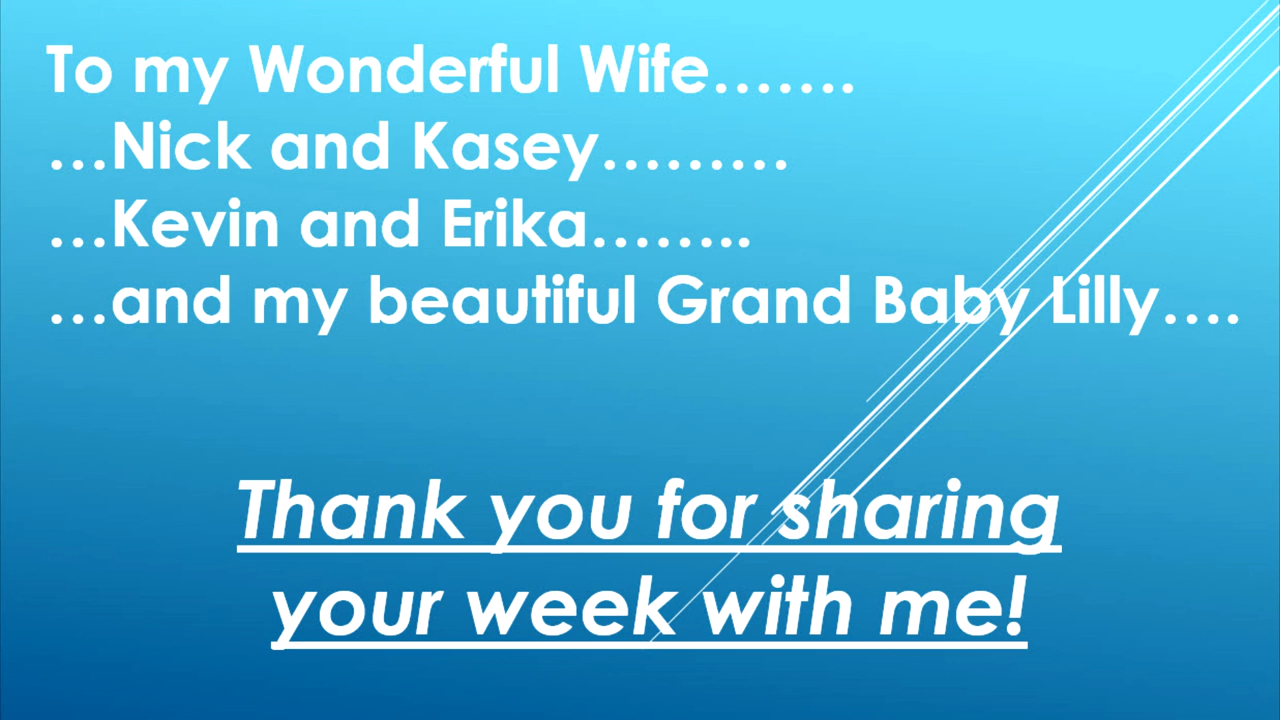 To my Wonderful Wife…….
…Nick and Kasey………
…Kevin and Erika……..
…and my beautiful Grand Baby Lilly….
Thank you for sharing
your week with me!